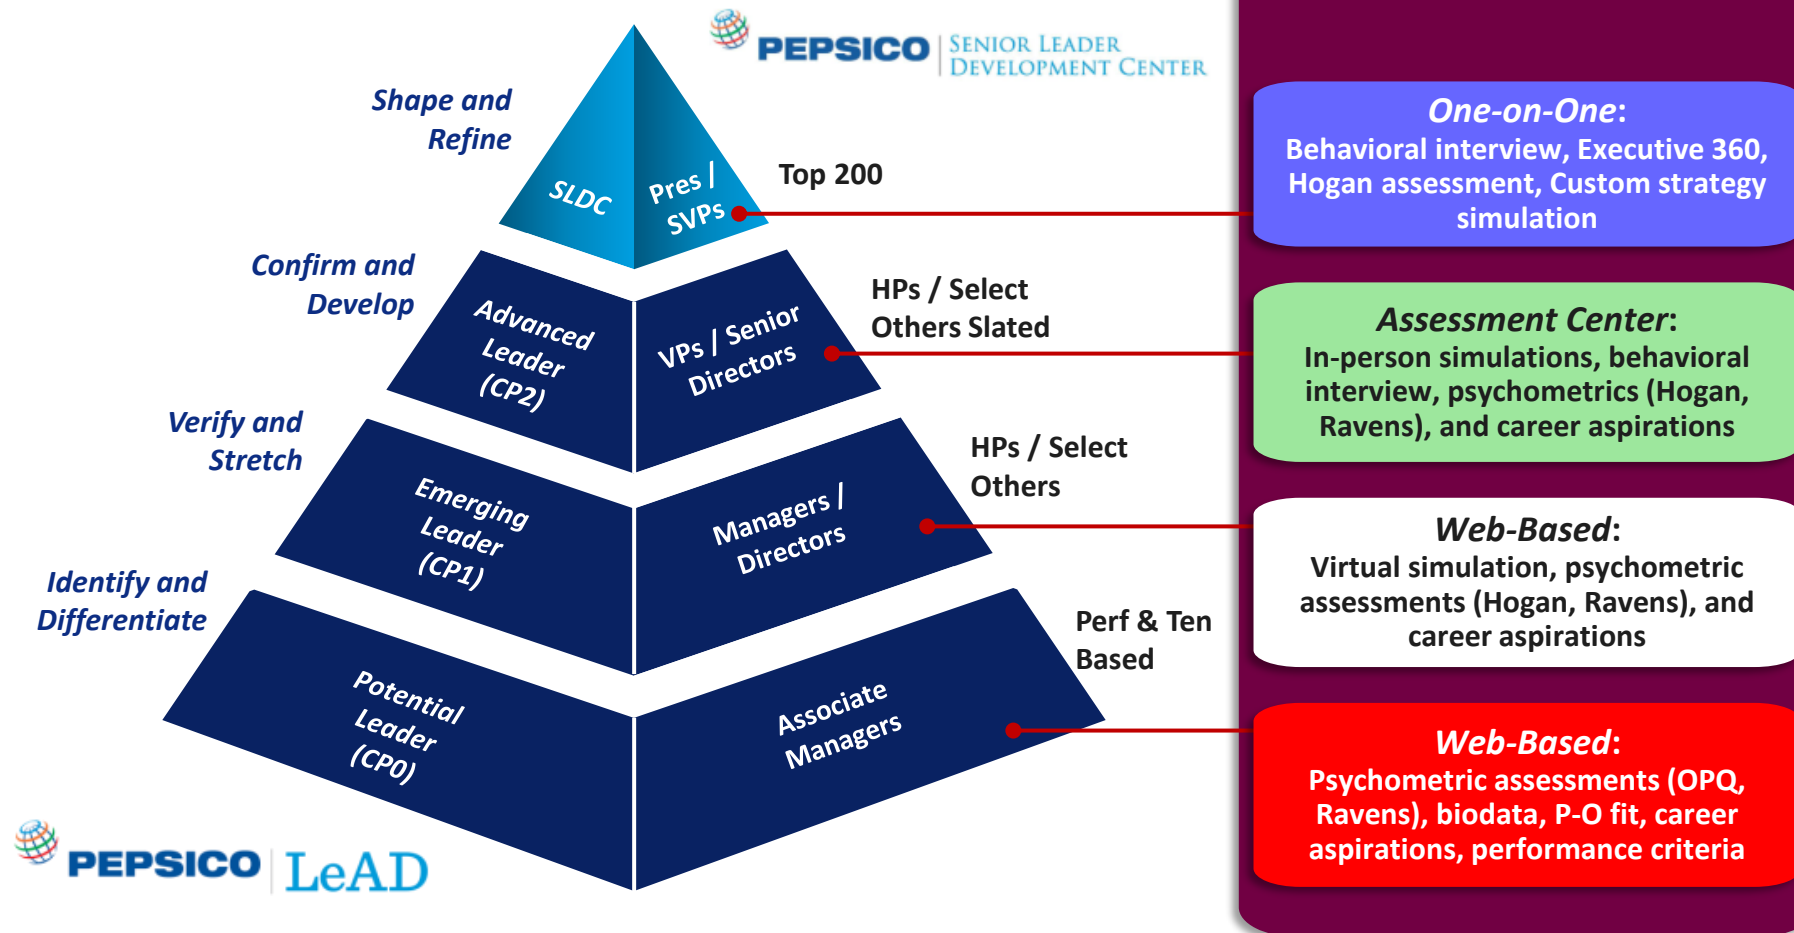 PEPSICO
SENIOR LEADER
DEVELOPMENT CENTER
Shape and
Refine
SLDC
Pres /
SVPs
Top 200
One-on-One:
Behavioral interview, Executive 360,
Hogan assessment, Custom strategy
simulation
Confirm and
Develop
Advanced
Leader
(CP2)
VPs / Senior
Directors
HPs / Select
Others Slated
Assessment Center:
In-person simulations, behavioral
interview, psychometrics (Hogan,
Ravens), and career aspirations
Verify and
Stretch
Emerging
Leader
(CP1)
Managers /
Directors
HPs / Select
Others
Web-Based:
Virtual simulation, psychometric
assessments (Hogan, Ravens), and
career aspirations
Identify and
Differentiate
Potential
Leader
(CP0)
Associate
Managers
Perf & Ten
Based
Web-Based:
Psychometric assessments (OPQ,
Ravens), biodata, P-O fit, career
aspirations, performance criteria
PEPSICO
LeAD